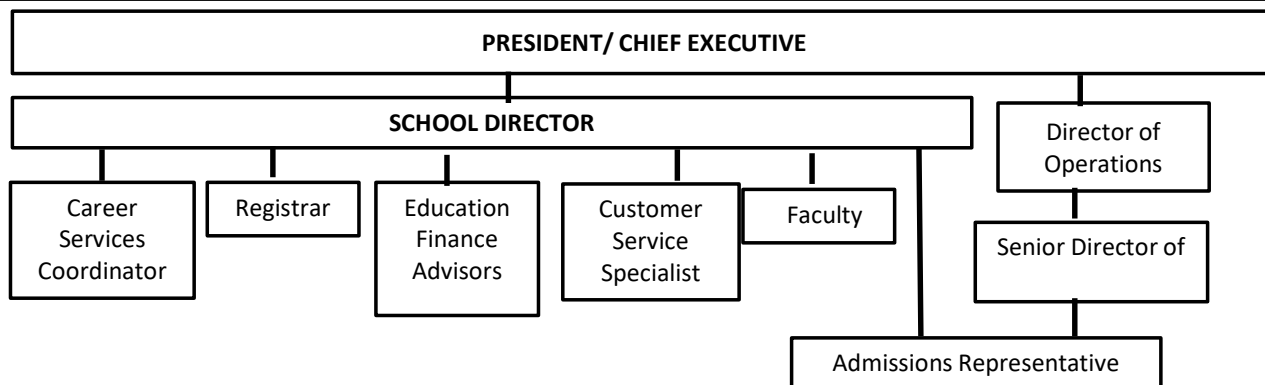 PRESIDENT/ CHIEF EXECUTIVE
SCHOOL DIRECTOR
Director of
Operations
Career
Services
Coordinator
Registrar
Education
Finance
Advisors
Customer
Service
Specialist
Faculty
Senior Director of
Admissions Representative